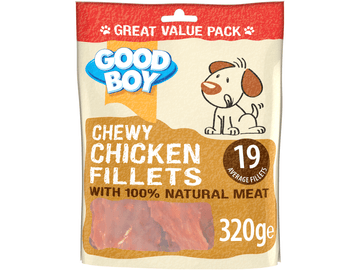 GREAT VALUE PACK
GOOD
BOY
CHEWY
CHICKEN
FILLETS
WITH 100% NATURAL MEAT
19
AVERAGE FILLETS
320ge